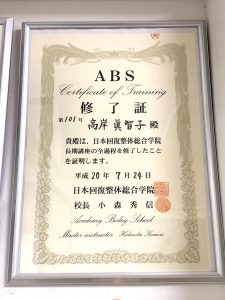 ABS
Certificate of Training
修了証
第101号
高岸眞智子 殿
貴殿は、日本回復整体総合学院
長期講座の全過程を修了したこと
を証明します。
平成20年7月24日
日本回復整体総合学院
校長 小森秀信
Academy Body School
Master instructor Hidenobu Komori